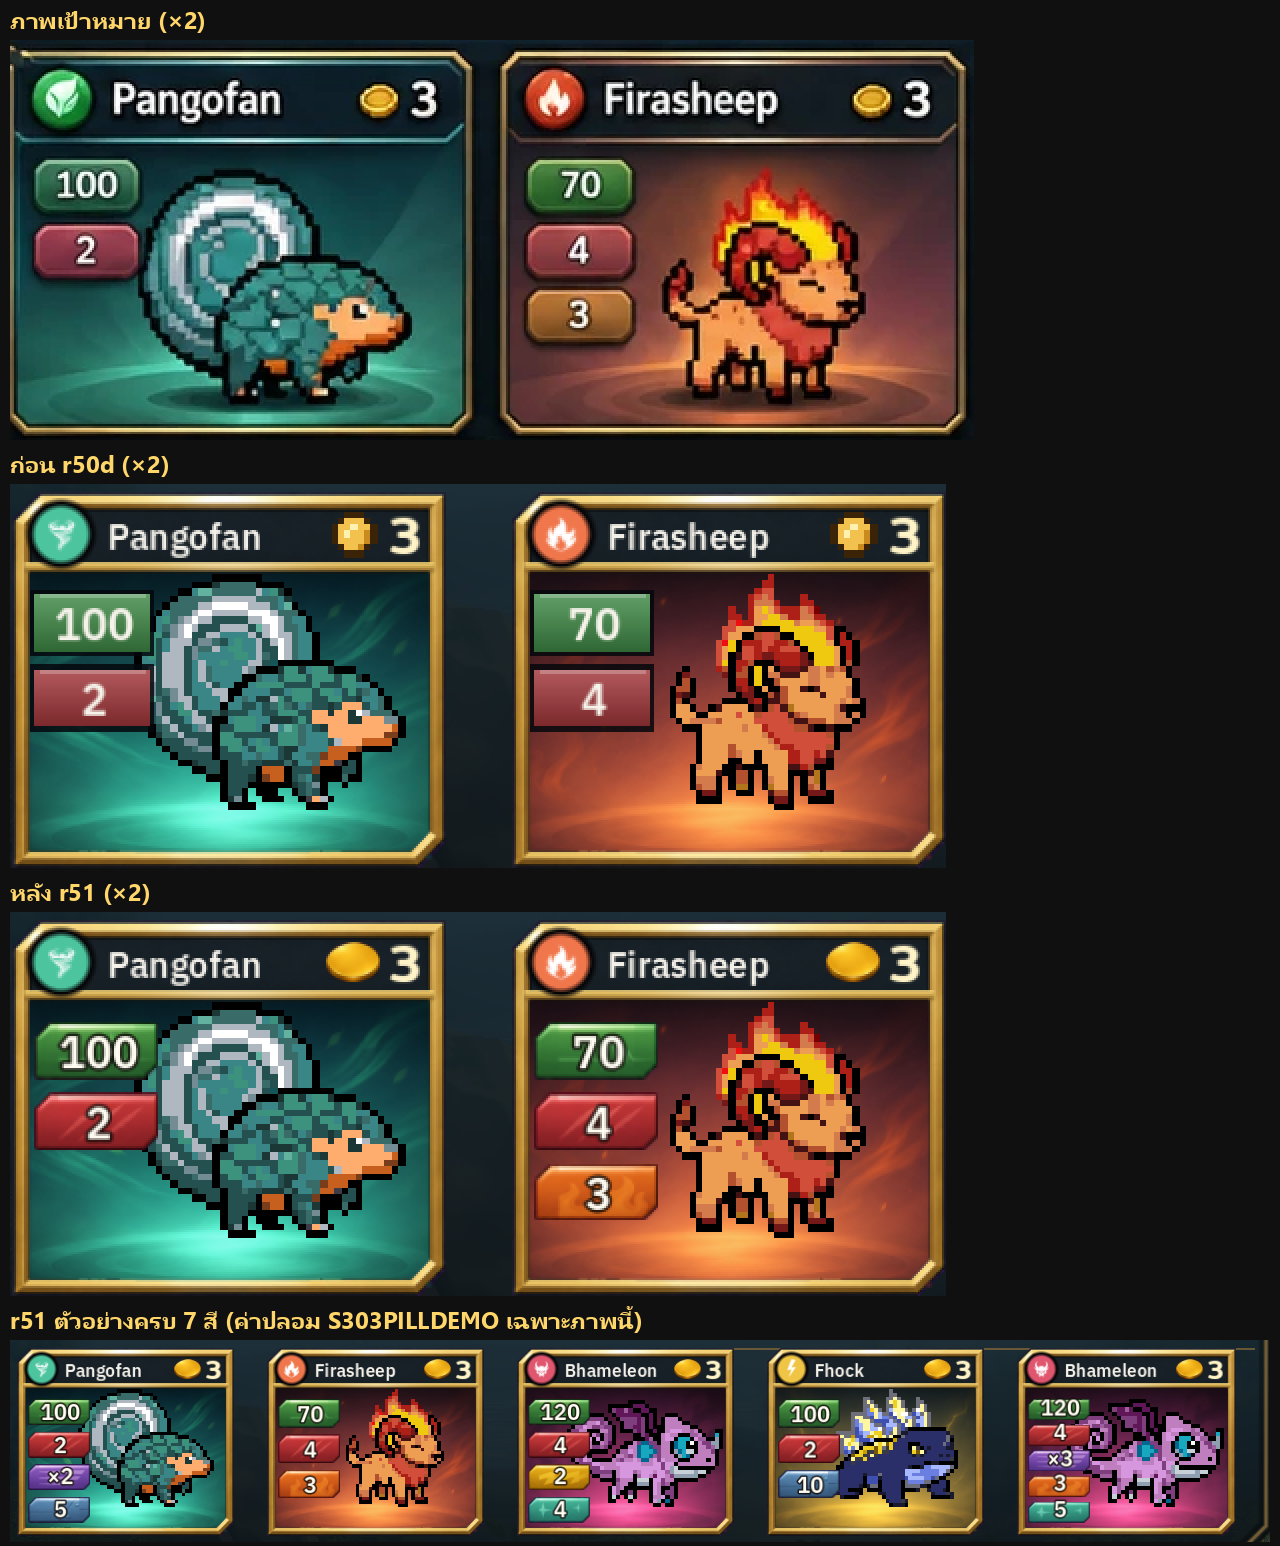 ภาพเป้าหมาย (×2)
Pangofan 3
100
2
Firasheep 3
70
4
3
ก่อน r50d (×2)
Pangofan 3
100
2
Firasheep 3
70
4
หลัง r51 (×2)
Pangofan 3
100
2
Firasheep 3
70
4
3
r51 ตัวอย่างครบ 7 สี (ค่าปลอม S303PILLDEMO เฉพาะภาพนี้)
Pangofan 3
100
2
×2
5
Firasheep 3
70
4
3
Bhameleon 3
120
4
2
4
Fhock 3
100
2
10
Bhameleon 3
120
4
×3
3
5